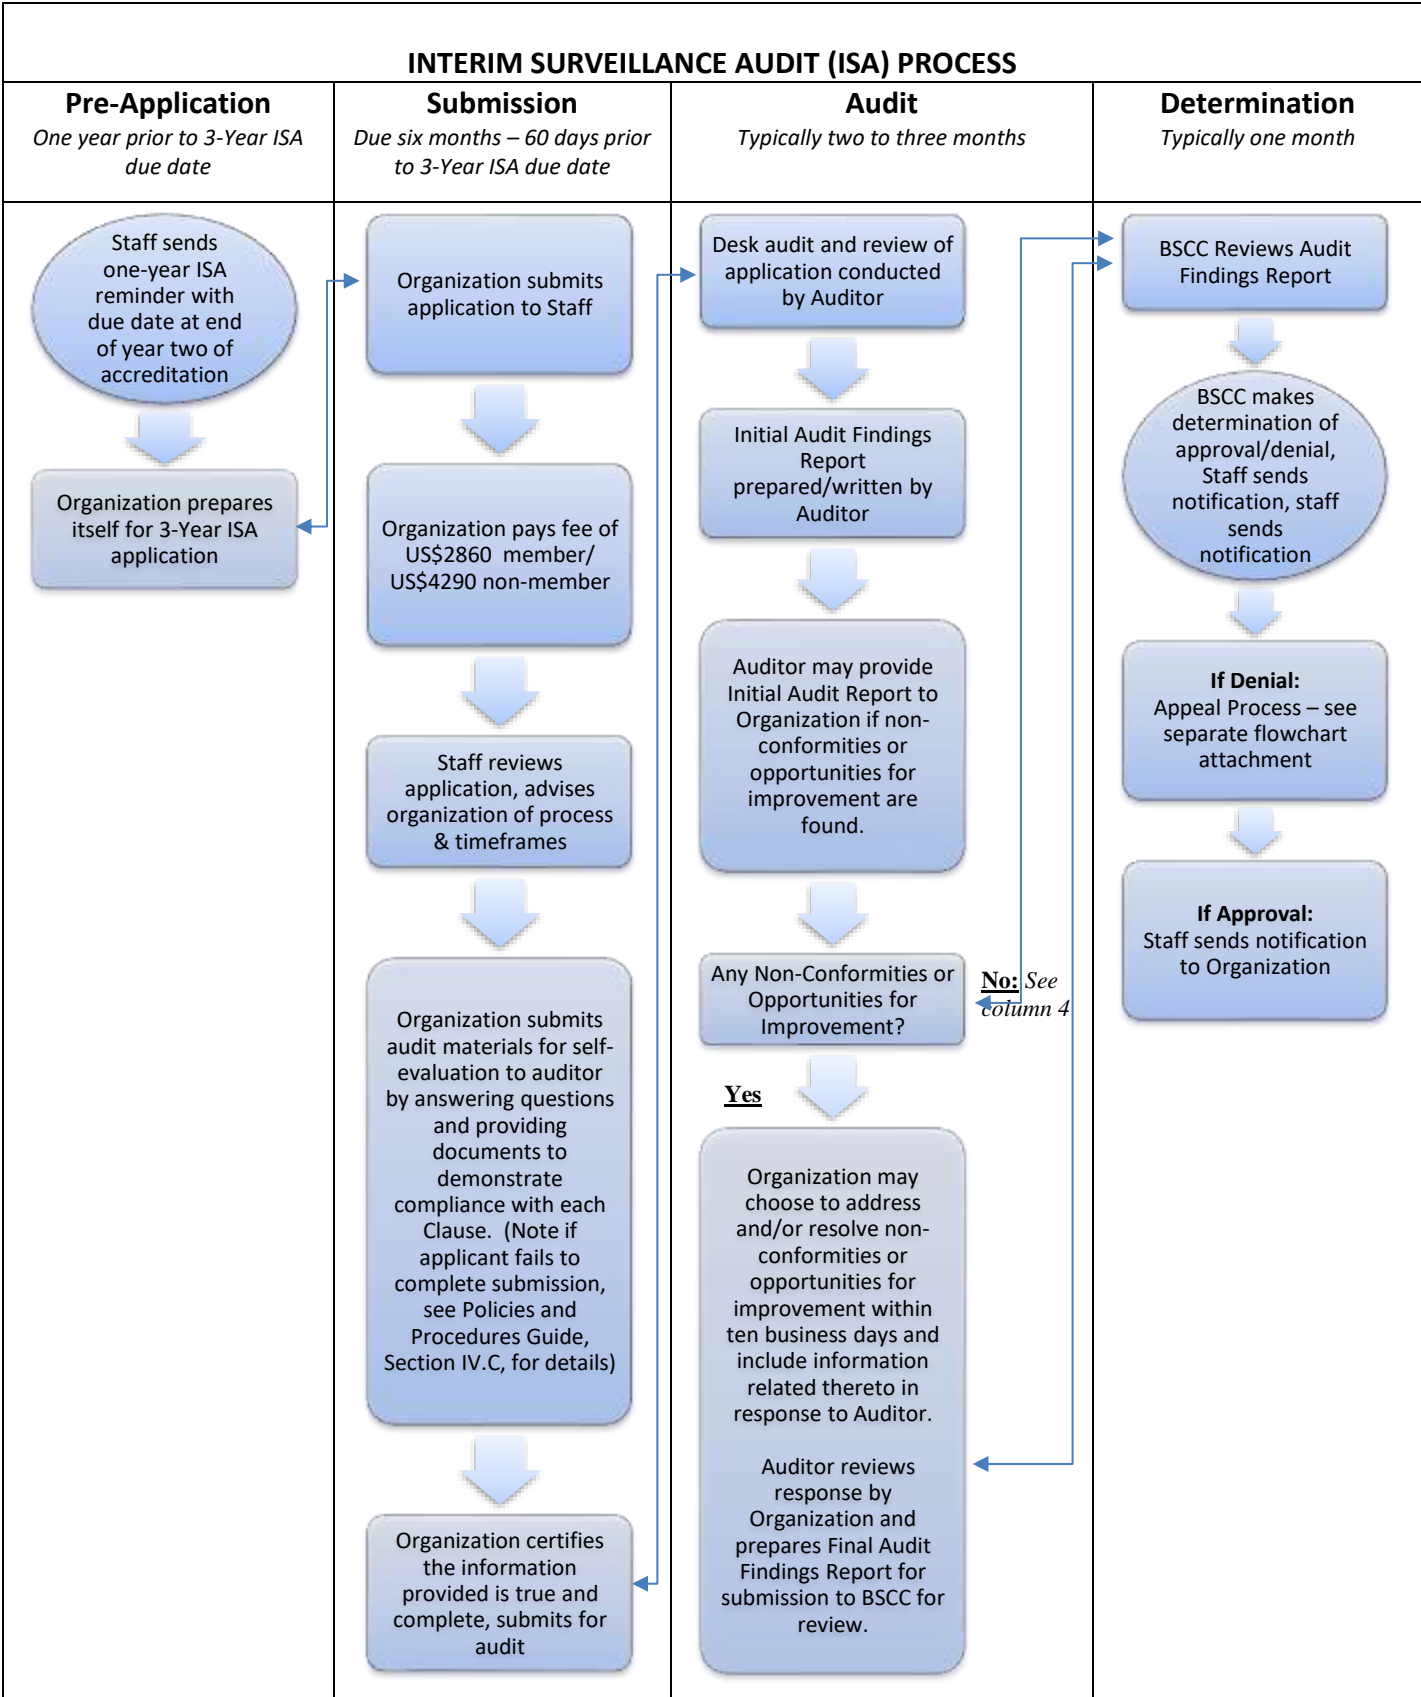 INTERIM SURVEILLANCE AUDIT (ISA) PROCESS
Pre-Application
One year prior to 3-Year ISA
due date
Submission
Due six months – 60 days prior
to 3-Year ISA due date
Audit
Typically two to three months
Determination
Typically one month
Staff sends
one-year ISA
reminder with
due date at end
of year two of
accreditation
Organization prepares
itself for 3-Year ISA
application
Organization submits
application to Staff
Organization pays fee of
US$2860 member/
US$4290 non-member
Staff reviews
application, advises
organization of process
& timeframes
Organization submits
audit materials for self-
evaluation to auditor
by answering questions
and providing
documents to
demonstrate
compliance with each
Clause. (Note if
applicant fails to
complete submission,
see Policies and
Procedures Guide,
Section IV.C, for details)
Organization certifies
the information
provided is true and
complete, submits for
audit
Desk audit and review of
application conducted
by Auditor
Initial Audit Findings
Report
prepared/written by
Auditor
Auditor may provide
Initial Audit Report to
Organization if non-
conformities or
opportunities for
improvement are
found.
Any Non-Conformities or
Opportunities for
Improvement?
No: See
column 4
Yes
Organization may
choose to address
and/or resolve non-
conformities or
opportunities for
improvement within
ten business days and
include information
related thereto in
response to Auditor.
Auditor reviews
response by
Organization and
prepares Final Audit
Findings Report for
submission to BSCC for
review.
BSCC Reviews Audit
Findings Report
BSCC makes
determination of
approval/denial,
Staff sends
notification, staff
sends
notification
If Denial:
Appeal Process – see
separate flowchart
attachment
If Approval:
Staff sends notification
to Organization